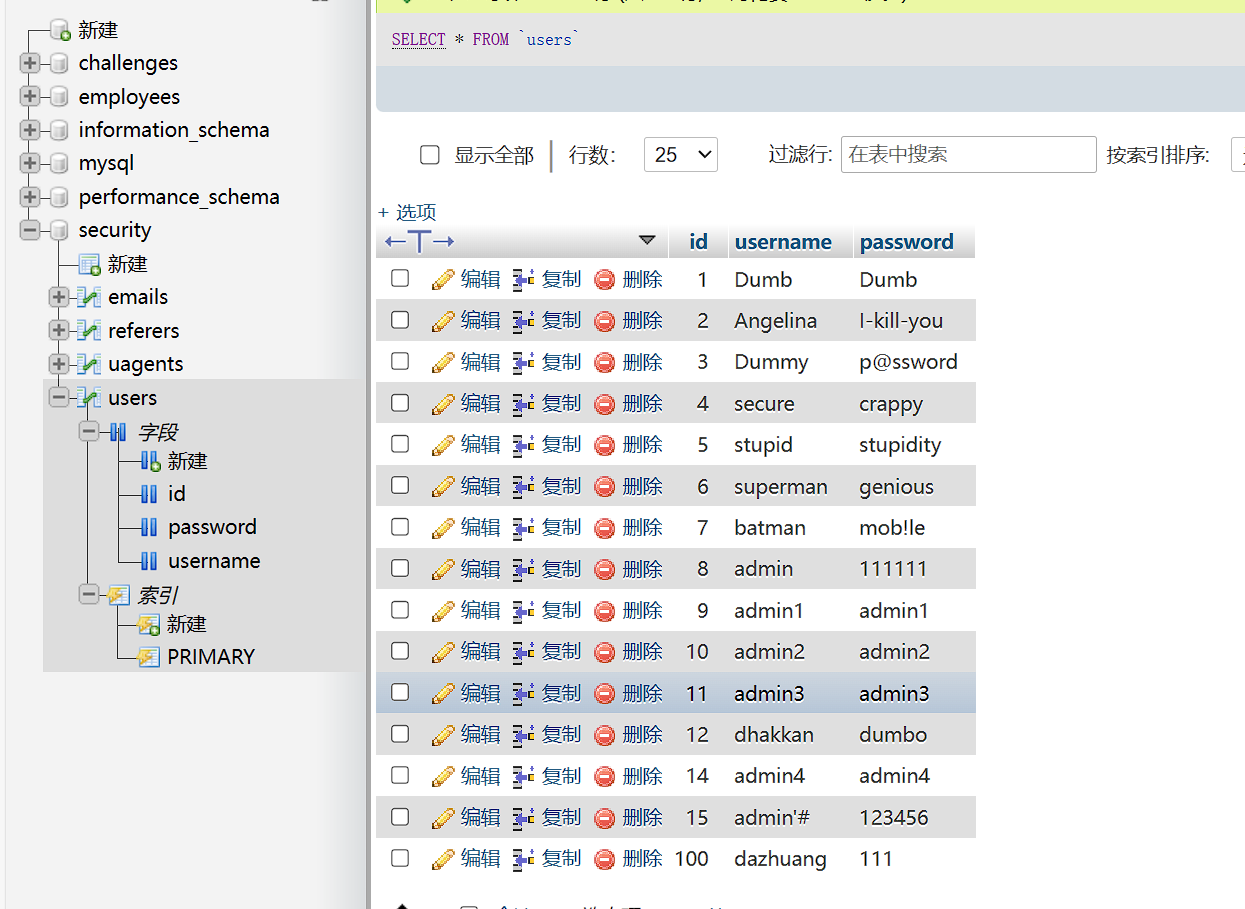 新建
challenges
employees
information_schema
mysql
performance_schema
security
新建
emails
referers
uagents
users
字段
新建
id
password
username
索引
新建
PRIMARY
SELECT * FROM `users`
显示全部 行数: 25 过滤行: 在表中搜索 按索引排序:
+ 选项
←T→ id username password
编辑 复制 删除 1 Dumb Dumb
编辑 复制 删除 2 Angelina I-kill-you
编辑 复制 删除 3 Dummy p@ssword
编辑 复制 删除 4 secure crappy
编辑 复制 删除 5 stupid stupidity
编辑 复制 删除 6 superman genious
编辑 复制 删除 7 batman mob!le
编辑 复制 删除 8 admin 111111
编辑 复制 删除 9 admin1 admin1
编辑 复制 删除 10 admin2 admin2
编辑 复制 删除 11 admin3 admin3
编辑 复制 删除 12 dhakkan dumbo
编辑 复制 删除 14 admin4 admin4
编辑 复制 删除 15 admin'# 123456
编辑 复制 删除 100 dazhuang 111